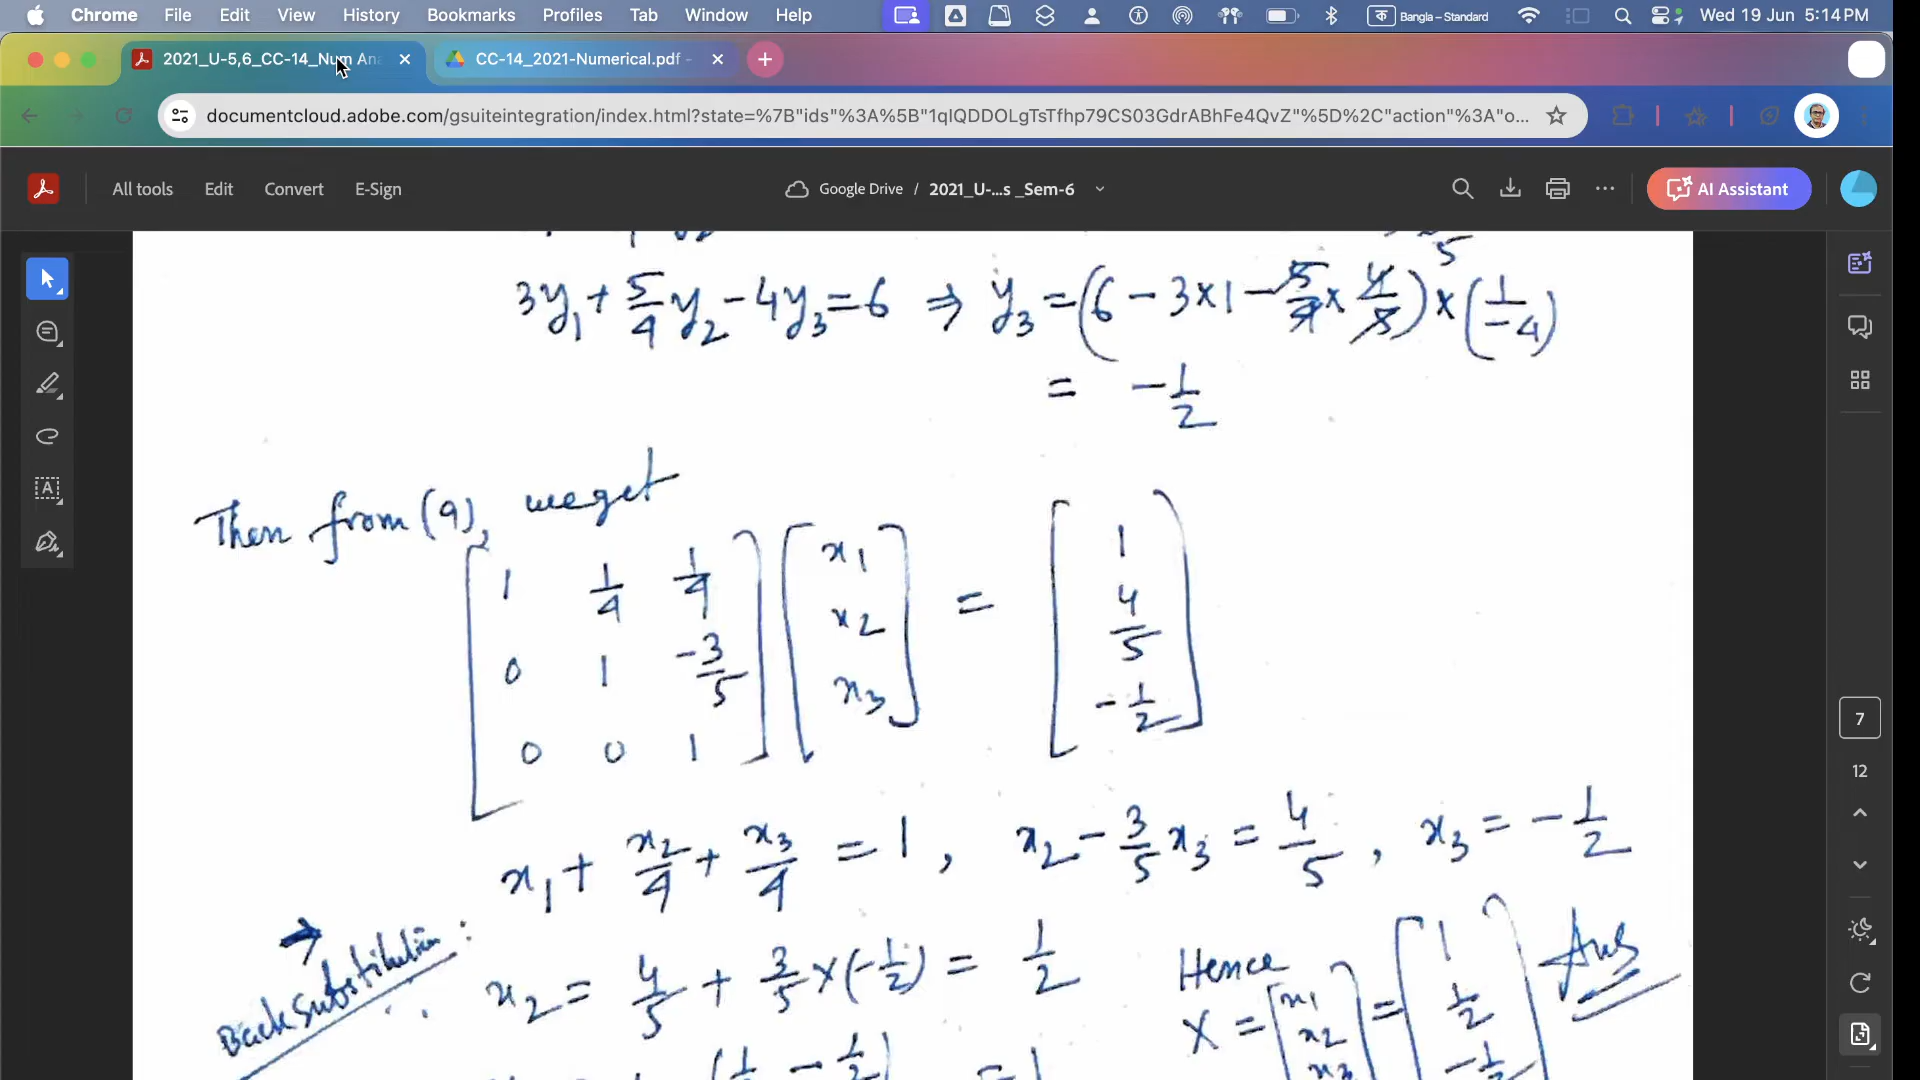 Chrome File Edit View History Bookmarks Profiles Tab Window Help Bangla – Standard Wed 19 Jun 5:14 PM
2021_U-5,6_CC-14_Num Ana CC-14_2021-Numerical.pdf -
documentcloud.adobe.com/gsuiteintegration/index.html?state=%7B"ids"%3A%5B"1qIQDDOLgTsTfhp79CS03GdrABhFe4QvZ"%5D%2C"action"%3A"o...
All tools Edit Convert E-Sign Google Drive / 2021_U-...s _Sem-6 AI Assistant
3y₁ + 5/4 y₂ - 4y₃ = 6 ⇒ y₃ = (6 - 3×1 - 5/4 × 4/5) × (1/-4)
= -1/2
Then from (9), we get
[1 1/4 1/4; 0 1 -3/5; 0 0 1] [x₁; x₂; x₃] = [1; 4/5; -1/2]
x₁ + x₂/4 + x₃/4 = 1, x₂ - 3/5 x₃ = 4/5, x₃ = -1/2
→
Back Substitution:
∴ x₂ = 4/5 + 3/5 × (-1/2) = 1/2
Hence
X = [x₁; x₂; x₃] = [1; 1/2; -1/2] Ans
7
12